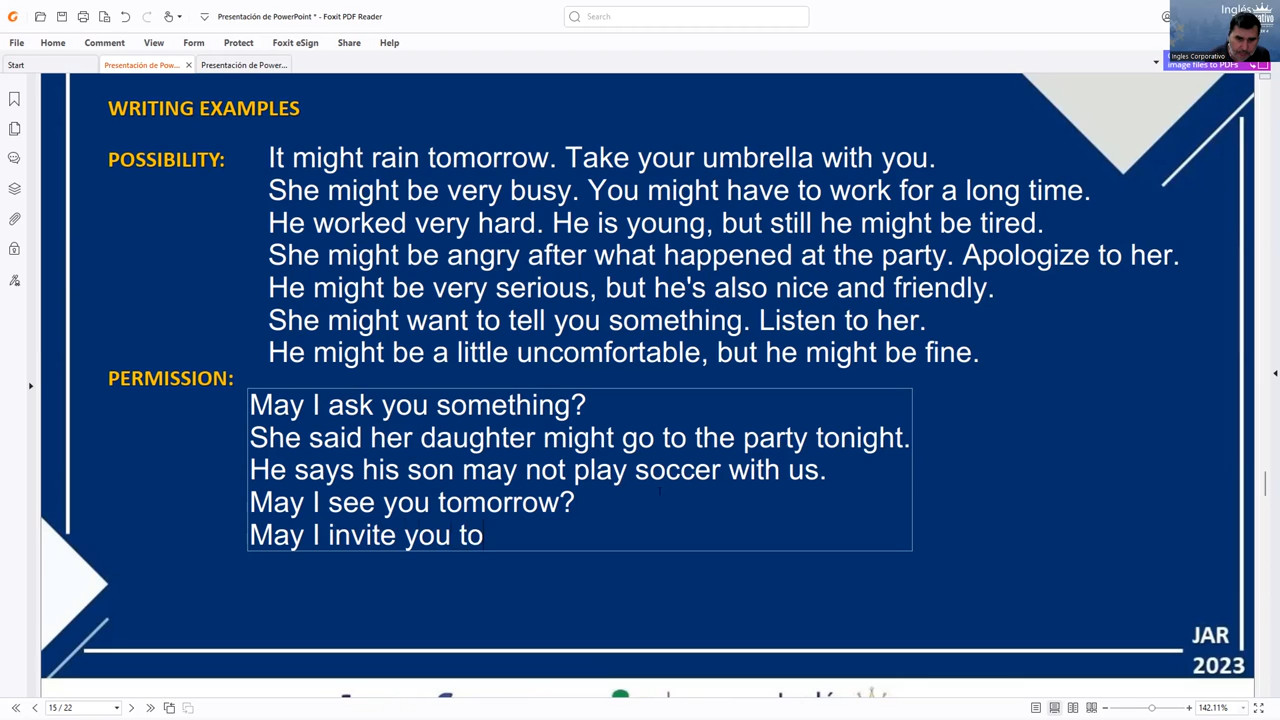 Presentación de PowerPoint * - Foxit PDF Reader
Search
Inglés
File Home Comment View Form Protect Foxit eSign Share Help
Ingles Corporativo
Start
Presentación de Pow...
Presentación de Power...
image files to PDFs
WRITING EXAMPLES
POSSIBILITY:
It might rain tomorrow. Take your umbrella with you.
She might be very busy. You might have to work for a long time.
He worked very hard. He is young, but still he might be tired.
She might be angry after what happened at the party. Apologize to her.
He might be very serious, but he's also nice and friendly.
She might want to tell you something. Listen to her.
He might be a little uncomfortable, but he might be fine.
PERMISSION:
May I ask you something?
She said her daughter might go to the party tonight.
He says his son may not play soccer with us.
May I see you tomorrow?
May I invite you to
JAR
2023
15 / 22
142.11%